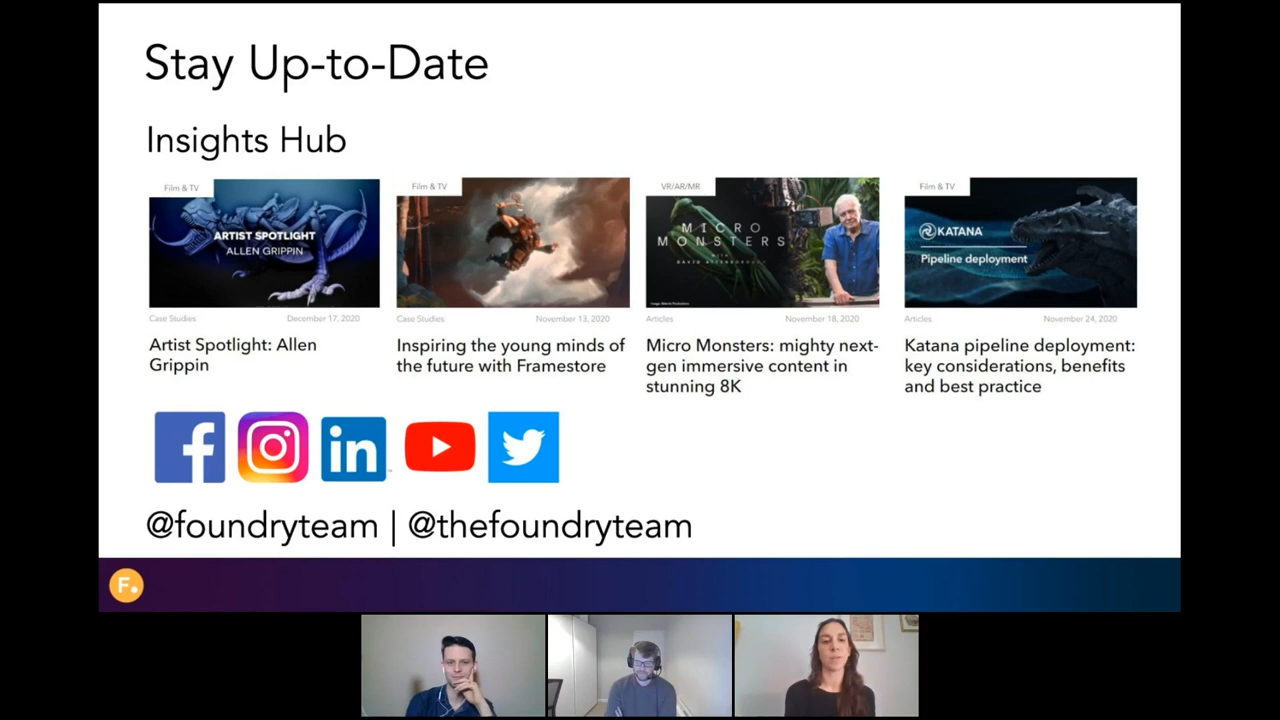 Stay Up-to-Date
Insights Hub
Film & TV
ARTIST SPOTLIGHT
ALLEN GRIPPIN
Case Studies
December 17, 2020
Artist Spotlight: Allen
Grippin
Film & TV
Case Studies
November 13, 2020
Inspiring the young minds of
the future with Framestore
VR/AR/MR
MICRO
MONSTERS
WITH
DAVID ATTENBOROUGH
Articles
November 18, 2020
Micro Monsters: mighty next-
gen immersive content in
stunning 8K
Film & TV
KATANA
Pipeline deployment
Articles
November 24, 2020
Katana pipeline deployment:
key considerations, benefits
and best practice
f
in
@foundryteam | @thefoundryteam
F.